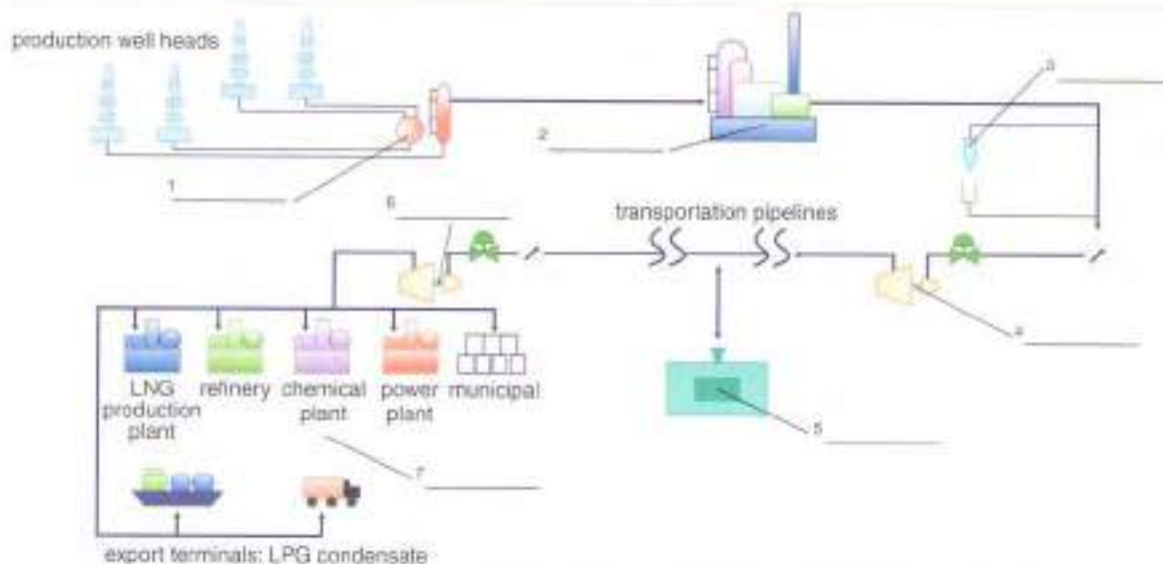 production well heads
3
2
1
6
transportation pipelines
4
LNG production plant
refinery
chemical plant
power plant
municipal
5
7
export terminals: LPG condensate